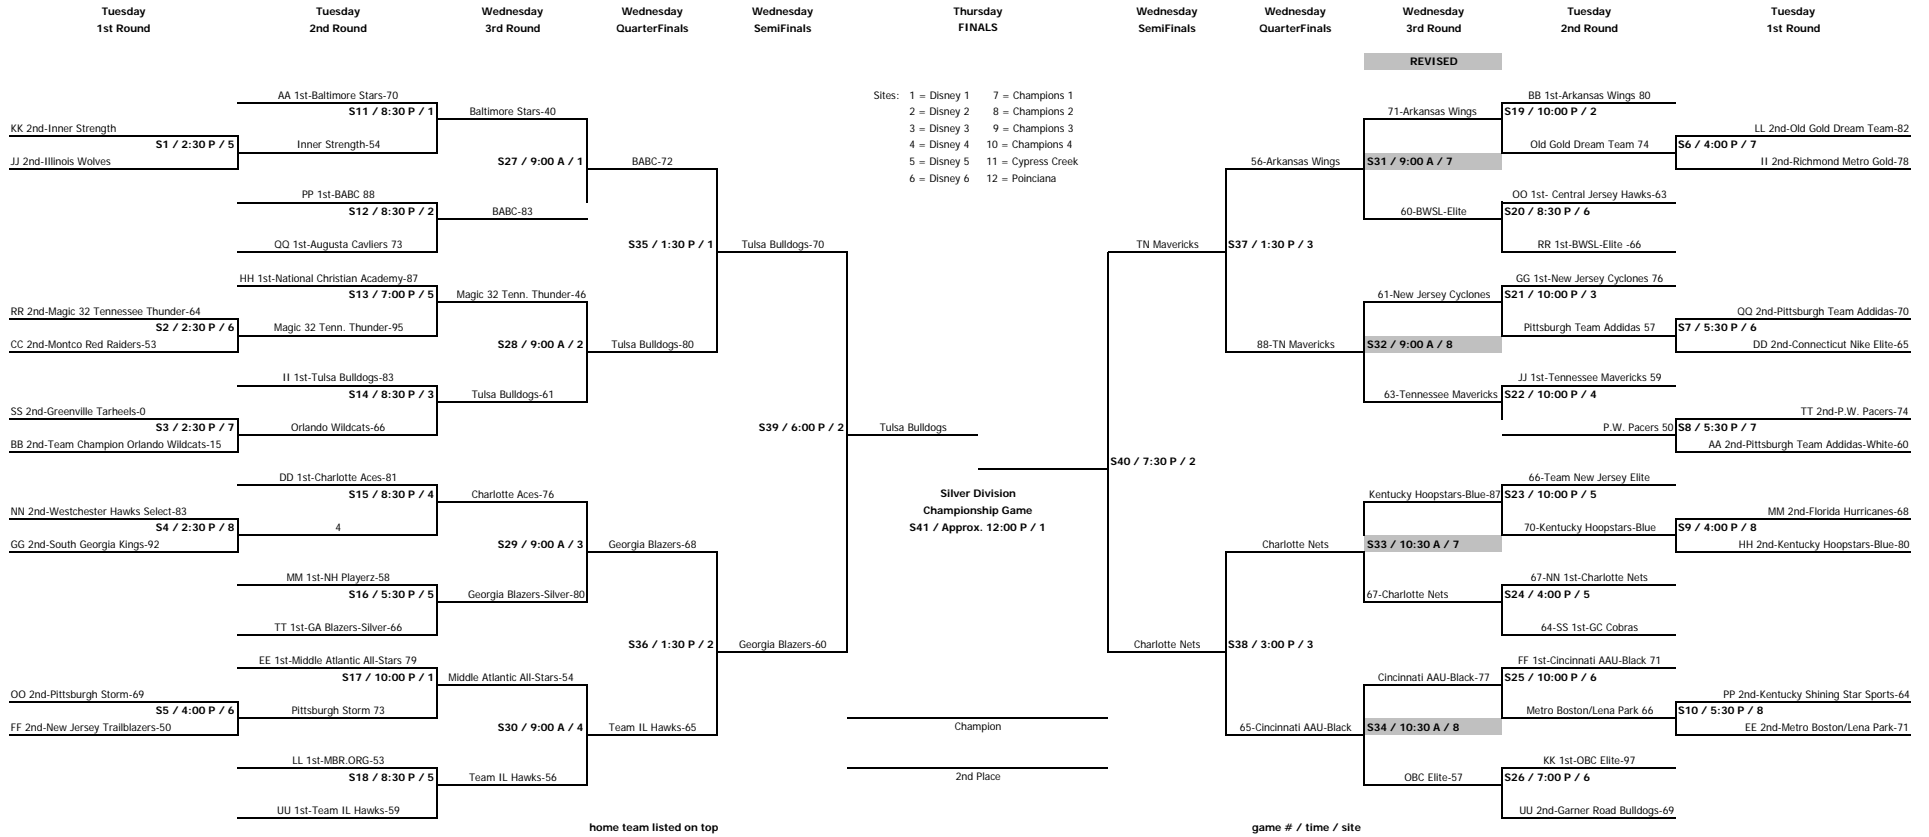 Tuesday Tuesday Wednesday Wednesday Wednesday Thursday Wednesday Wednesday Wednesday Tuesday Tuesday
1st Round 2nd Round 3rd Round QuarterFinals SemiFinals FINALS SemiFinals QuarterFinals 3rd Round 2nd Round 1st Round
REVISED
AA 1st-Baltimore Stars-70 Sites: 1 = Disney 1 7 = Champions 1 BB 1st-Arkansas Wings 80
S11 / 8:30 P / 1 Baltimore Stars-40 2 = Disney 2 8 = Champions 2 71-Arkansas Wings S19 / 10:00 P / 2
KK 2nd-Inner Strength 3 = Disney 3 9 = Champions 3 LL 2nd-Old Gold Dream Team-82
S1 / 2:30 P / 5 Inner Strength-54 4 = Disney 4 10 = Champions 4 Old Gold Dream Team 74 S6 / 4:00 P / 7
JJ 2nd-Illinois Wolves S27 / 9:00 A / 1 BABC-72 5 = Disney 5 11 = Cypress Creek 56-Arkansas Wings S31 / 9:00 A / 7 II 2nd-Richmond Metro Gold-78
6 = Disney 6 12 = Poinciana
PP 1st-BABC 88 OO 1st- Central Jersey Hawks-63
S12 / 8:30 P / 2 BABC-83 60-BWSL-Elite S20 / 8:30 P / 6
QQ 1st-Augusta Cavliers 73 S35 / 1:30 P / 1 Tulsa Bulldogs-70 TN Mavericks S37 / 1:30 P / 3 RR 1st-BWSL-Elite -66
HH 1st-National Christian Academy-87 GG 1st-New Jersey Cyclones 76
S13 / 7:00 P / 5 Magic 32 Tenn. Thunder-46 61-New Jersey Cyclones S21 / 10:00 P / 3
RR 2nd-Magic 32 Tennessee Thunder-64 QQ 2nd-Pittsburgh Team Addidas-70
S2 / 2:30 P / 6 Magic 32 Tenn. Thunder-95 Pittsburgh Team Addidas 57 S7 / 5:30 P / 6
CC 2nd-Montco Red Raiders-53 S28 / 9:00 A / 2 Tulsa Bulldogs-80 88-TN Mavericks S32 / 9:00 A / 8 DD 2nd-Connecticut Nike Elite-65
II 1st-Tulsa Bulldogs-83 JJ 1st-Tennessee Mavericks 59
S14 / 8:30 P / 3 Tulsa Bulldogs-61 63-Tennessee Mavericks S22 / 10:00 P / 4
SS 2nd-Greenville Tarheels-0 TT 2nd-P.W. Pacers-74
S3 / 2:30 P / 7 Orlando Wildcats-66 S39 / 6:00 P / 2 Tulsa Bulldogs P.W. Pacers 50 S8 / 5:30 P / 7
BB 2nd-Team Champion Orlando Wildcats-15 AA 2nd-Pittsburgh Team Addidas-White-60
S40 / 7:30 P / 2
DD 1st-Charlotte Aces-81 66-Team New Jersey Elite
S15 / 8:30 P / 4 Charlotte Aces-76 Silver Division Kentucky Hoopstars-Blue-87 S23 / 10:00 P / 5
NN 2nd-Westchester Hawks Select-83 Championship Game MM 2nd-Florida Hurricanes-68
S4 / 2:30 P / 8 4 S41 / Approx. 12:00 P / 1 70-Kentucky Hoopstars-Blue S9 / 4:00 P / 8
GG 2nd-South Georgia Kings-92 S29 / 9:00 A / 3 Georgia Blazers-68 Charlotte Nets S33 / 10:30 A / 7 HH 2nd-Kentucky Hoopstars-Blue-80
MM 1st-NH Playerz-58 67-NN 1st-Charlotte Nets
S16 / 5:30 P / 5 Georgia Blazers-Silver-80 67-Charlotte Nets S24 / 4:00 P / 5
TT 1st-GA Blazers-Silver-66 64-SS 1st-GC Cobras
S36 / 1:30 P / 2 Georgia Blazers-60 Charlotte Nets S38 / 3:00 P / 3
EE 1st-Middle Atlantic All-Stars 79 FF 1st-Cincinnati AAU-Black 71
S17 / 10:00 P / 1 Middle Atlantic All-Stars-54 Cincinnati AAU-Black-77 S25 / 10:00 P / 6
OO 2nd-Pittsburgh Storm-69 PP 2nd-Kentucky Shining Star Sports-64
S5 / 4:00 P / 6 Pittsburgh Storm 73 Metro Boston/Lena Park 66 S10 / 5:30 P / 8
FF 2nd-New Jersey Trailblazers-50 S30 / 9:00 A / 4 Team IL Hawks-65 Champion 65-Cincinnati AAU-Black S34 / 10:30 A / 8 EE 2nd-Metro Boston/Lena Park-71
LL 1st-MBR.ORG-53 KK 1st-OBC Elite-97
S18 / 8:30 P / 5 Team IL Hawks-56 2nd Place OBC Elite-57 S26 / 7:00 P / 6
UU 1st-Team IL Hawks-59 UU 2nd-Garner Road Bulldogs-69
home team listed on top game # / time / site